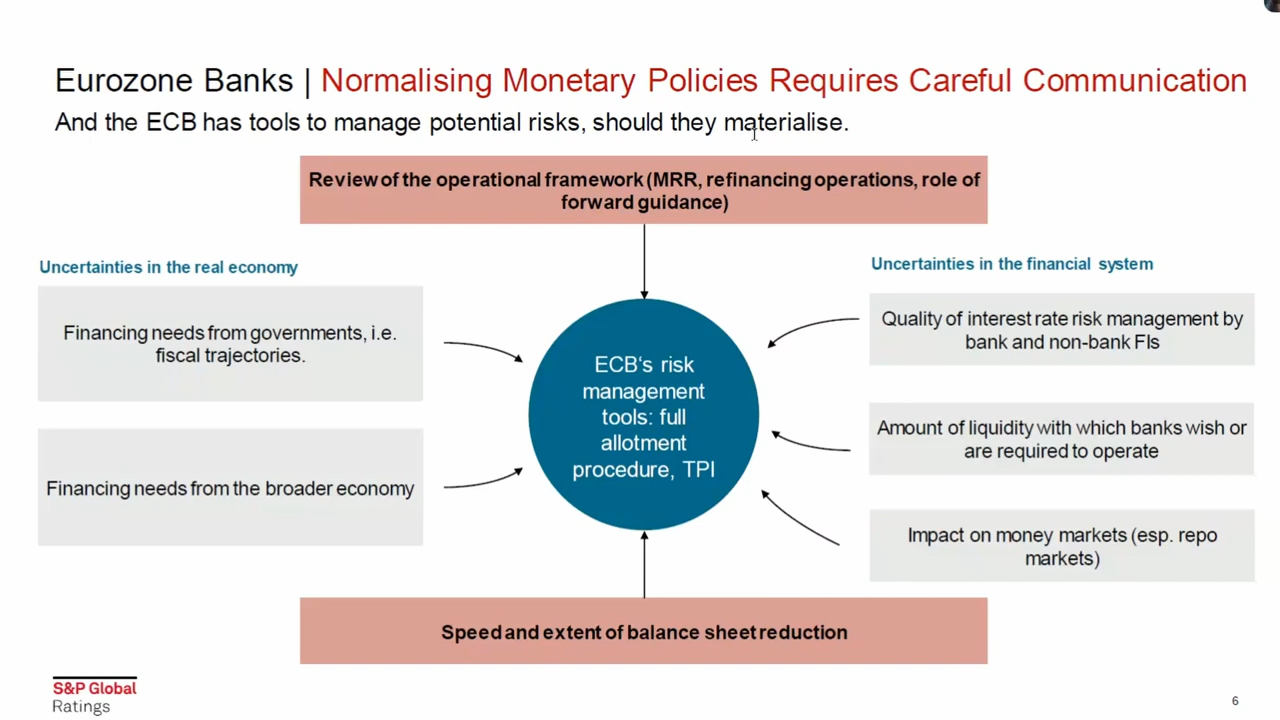 Eurozone Banks | Normalising Monetary Policies Requires Careful Communication
And the ECB has tools to manage potential risks, should they materialise.
Review of the operational framework (MRR, refinancing operations, role of
forward guidance)
Uncertainties in the real economy
Financing needs from governments, i.e.
fiscal trajectories.
Financing needs from the broader economy
ECB's risk
management
tools: full
allotment
procedure, TPI
Uncertainties in the financial system
Quality of interest rate risk management by
bank and non-bank FIs
Amount of liquidity with which banks wish or
are required to operate
Impact on money markets (esp. repo
markets)
Speed and extent of balance sheet reduction
S&P Global
Ratings
6